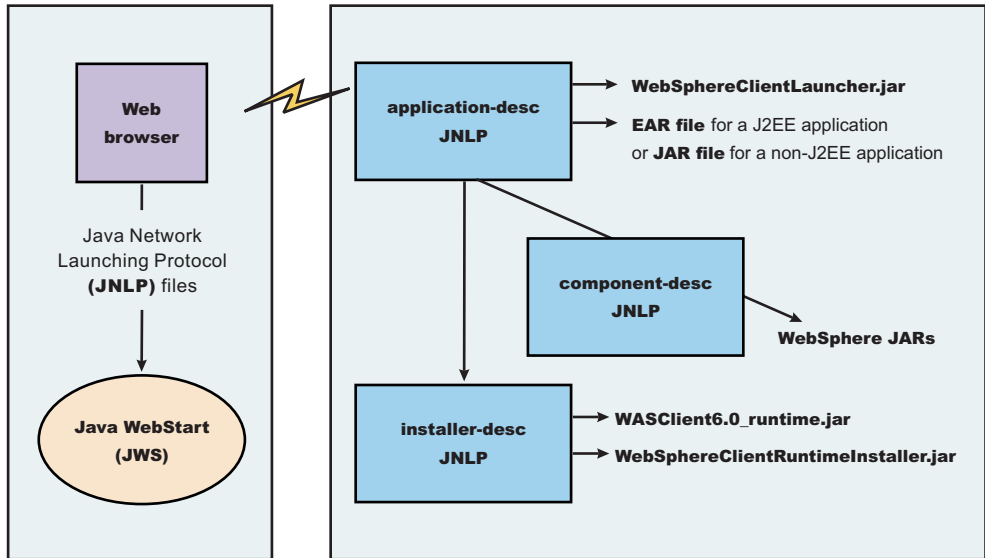 Web
browser
Java Network
Launching Protocol
(JNLP) files
Java WebStart
(JWS)
application-desc
JNLP
WebSphereClientLauncher.jar
EAR file for a J2EE application
or JAR file for a non-J2EE application
component-desc
JNLP
WebSphere JARs
installer-desc
JNLP
WASClient6.0_runtime.jar
WebSphereClientRuntimeInstaller.jar